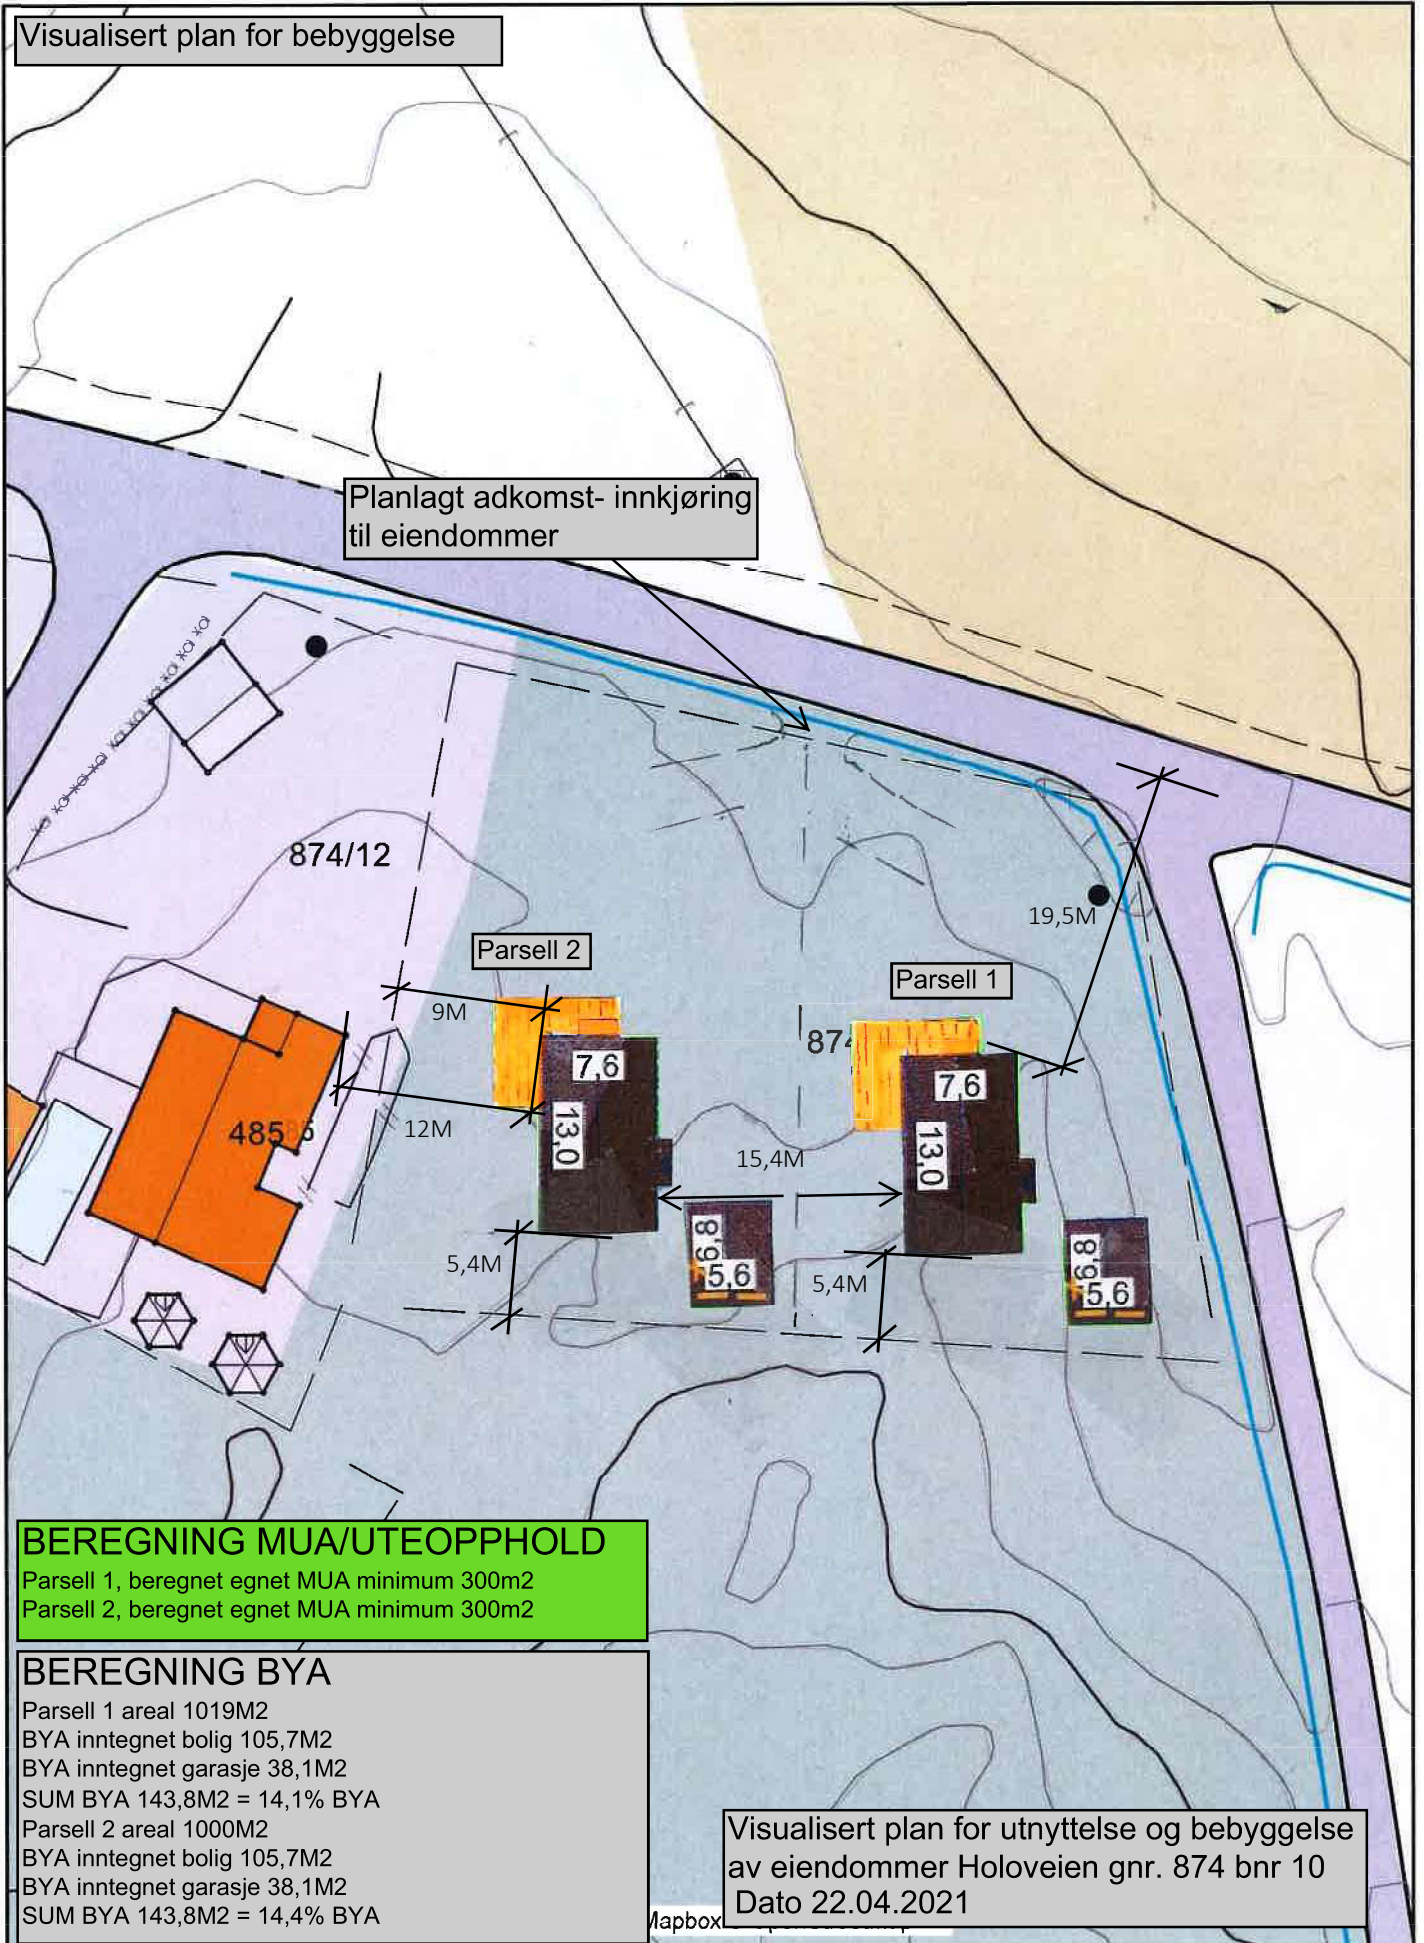 Visualisert plan for bebyggelse
Planlagt adkomst- innkjøring
til eiendommer
874/12
19,5M
Parsell 2
Parsell 1
9M
874
7,6
7,6
485
12M
13,0
13,0
15,4M
5,4M
6,8
5,6
5,4M
6,8
5,6
BEREGNING MUA/UTEOPPHOLD
Parsell 1, beregnet egnet MUA minimum 300m2
Parsell 2, beregnet egnet MUA minimum 300m2
BEREGNING BYA
Parsell 1 areal 1019M2
BYA inntegnet bolig 105,7M2
BYA inntegnet garasje 38,1M2
SUM BYA 143,8M2 = 14,1% BYA
Parsell 2 areal 1000M2
BYA inntegnet bolig 105,7M2
BYA inntegnet garasje 38,1M2
SUM BYA 143,8M2 = 14,4% BYA
Visualisert plan for utnyttelse og bebyggelse
av eiendommer Holoveien gnr. 874 bnr 10
Dato 22.04.2021
Mapbox